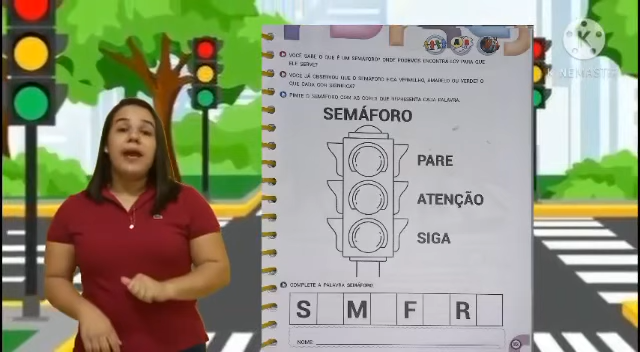 KINEMASTER
VOCÊ SABE O QUE É UM SEMÁFORO? ONDE PODEMOS ENCONTRÁ-LO? PARA QUE
ELE SERVE?
VOCÊ JÁ OBSERVOU QUE O SEMÁFORO FICA VERMELHO, AMARELO OU VERDE? O
QUE CADA COR SIGNIFICA?
PINTE O SEMÁFORO COM AS CORES QUE REPRESENTA CADA PALAVRA.
SEMÁFORO
PARE
ATENÇÃO
SIGA
COMPLETE A PALAVRA SEMÁFORO
S M F R
NOME: